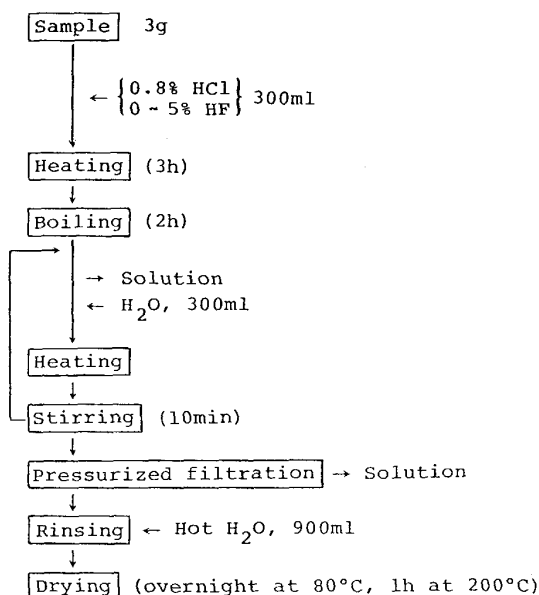 Sample 3g
← {0.8% HCl
0 ~ 5% HF} 300ml
Heating (3h)
Boiling (2h)
→ Solution
← H₂O, 300ml
Heating
Stirring (10min)
Pressurized filtration → Solution
Rinsing ← Hot H₂O, 900ml
Drying (overnight at 80°C, 1h at 200°C)